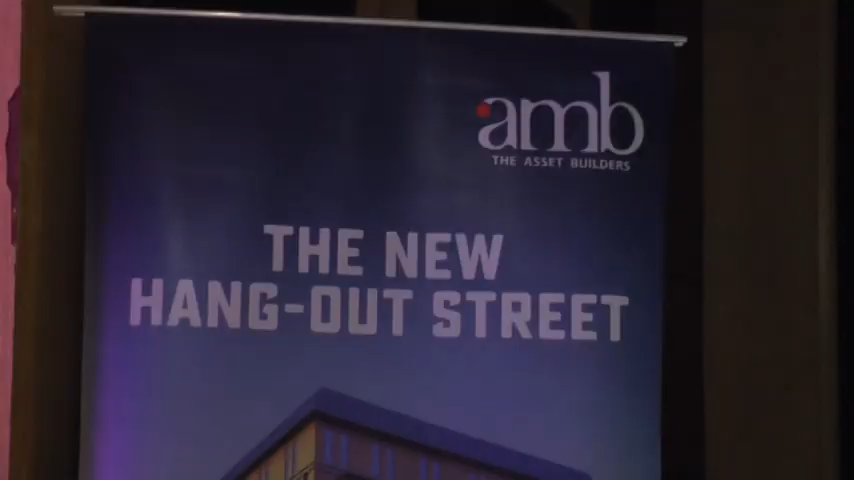 amb
THE ASSET BUILDERS
THE NEW
HANG-OUT STREET